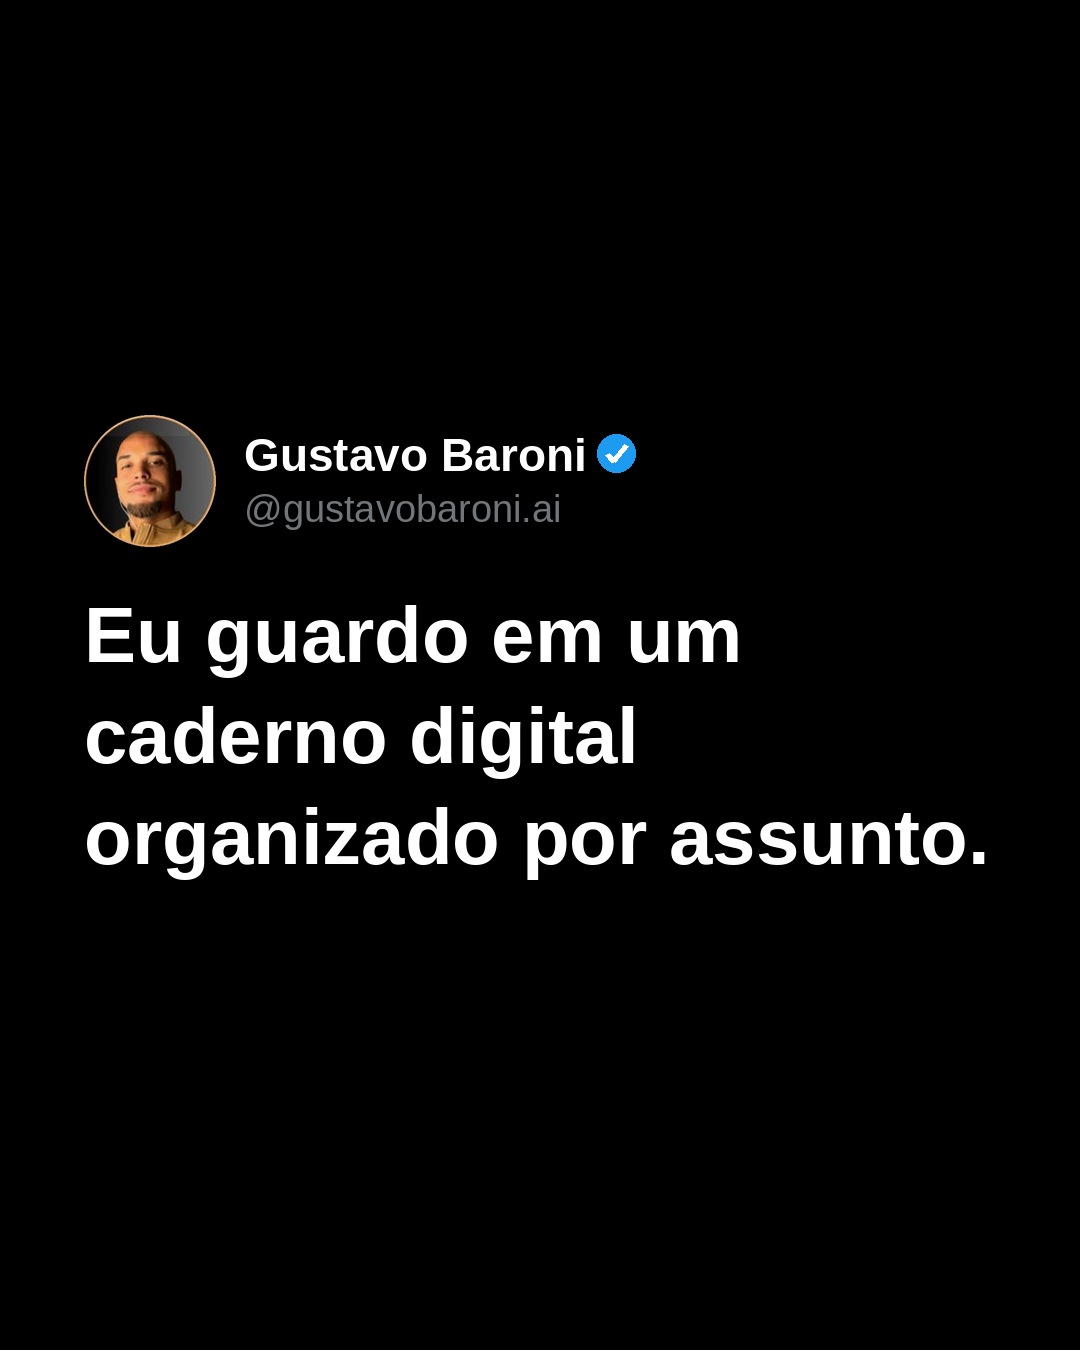 Gustavo Baroni
@gustavobaroni.ai
Eu guardo em um
caderno digital
organizado por assunto.